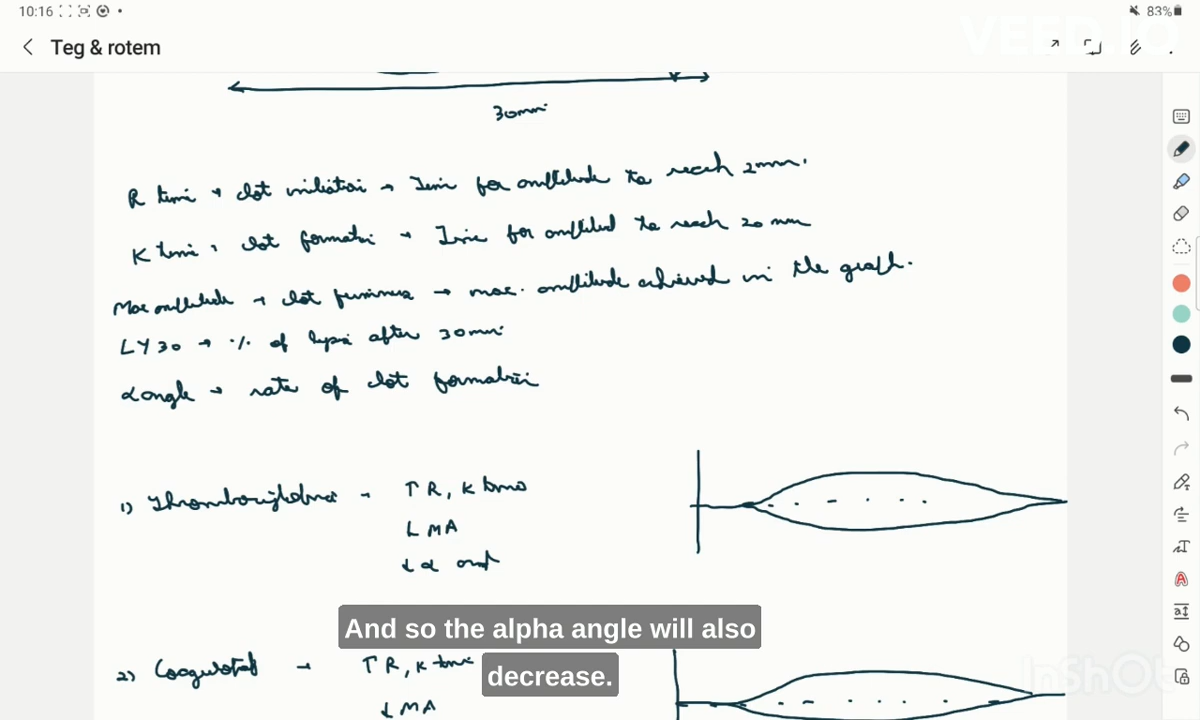 10:16
83%
VEED.IO
Teg & rotem
30min
R time → clot initiation → Time for amplitude to reach 2mm.
K time → clot formation → Time for amplitude to reach 20 mm
Max amplitude → clot firmness → max. amplitude achieved in the graph.
LY30 → % of lysis after 30min
α angle → rate of clot formation
1) → ↑ R, K time
↓ MA
↓ α
And so the alpha angle will also
decrease.
2) → ↑ R, K time
↓ MA
InShOt